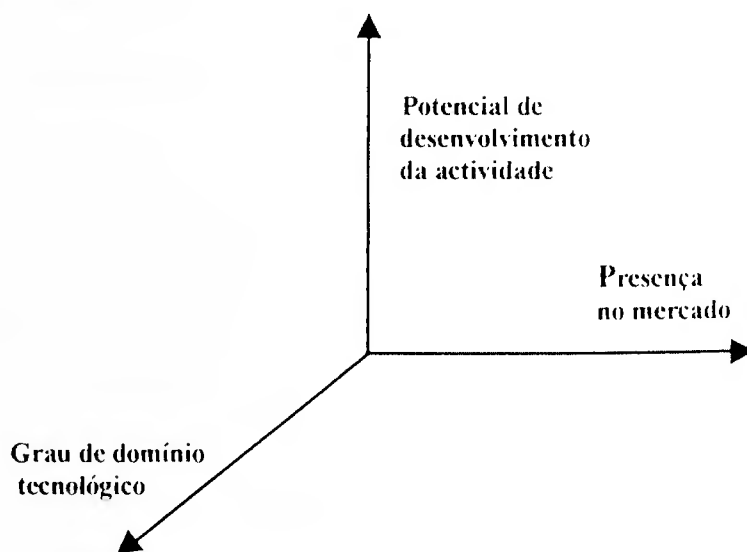 Potencial de
desenvolvimento
da actividade
Presença
no mercado
Grau de domínio
tecnológico